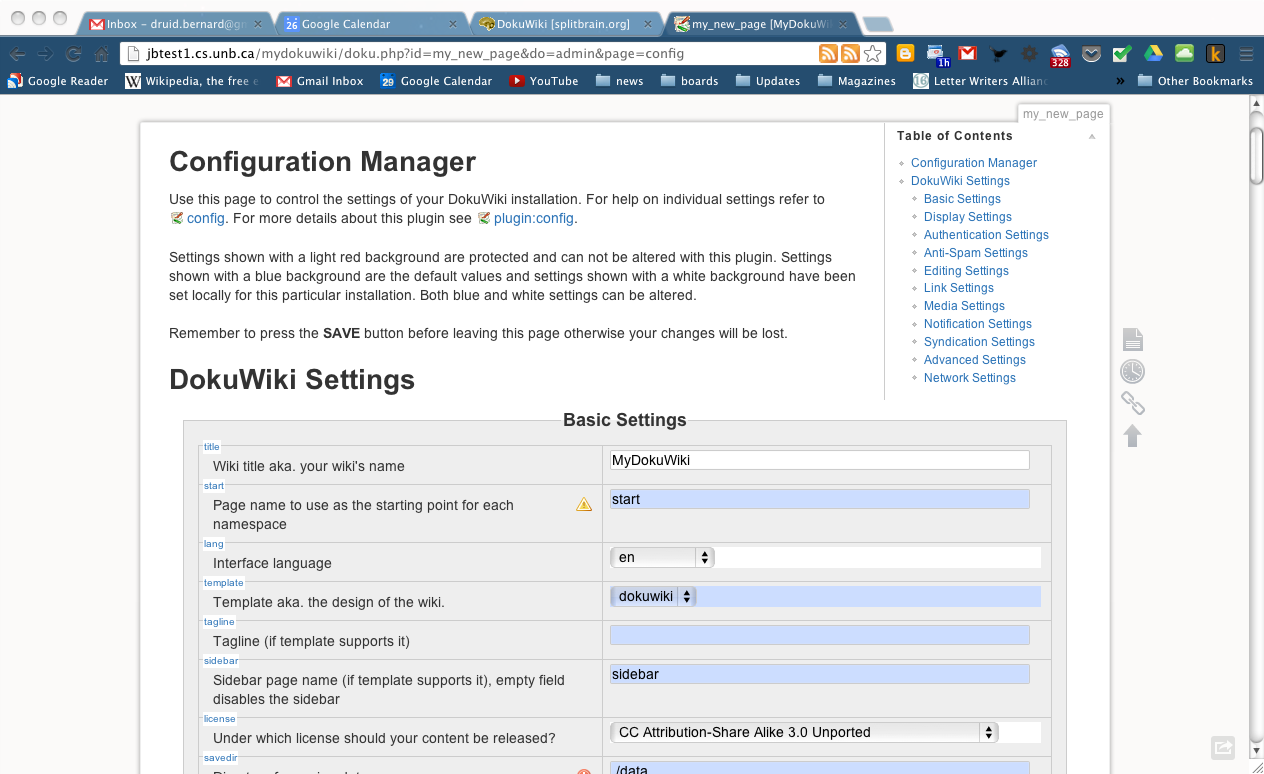 Inbox - druid.bernard@gm
Google Calendar
DokuWiki [splitbrain.org]
my_new_page [MyDokuWi
jbtest1.cs.unb.ca/mydokuwiki/doku.php?id=my_new_page&do=admin&page=config
1h
328
Google Reader
Wikipedia, the free e
Gmail Inbox
Google Calendar
YouTube
news
boards
Updates
Magazines
Letter Writers Allianc
»
Other Bookmarks
my_new_page
Table of Contents
Configuration Manager
DokuWiki Settings
Basic Settings
Display Settings
Authentication Settings
Anti-Spam Settings
Editing Settings
Link Settings
Media Settings
Notification Settings
Syndication Settings
Advanced Settings
Network Settings
Configuration Manager
Use this page to control the settings of your DokuWiki installation. For help on individual settings refer to
config. For more details about this plugin see plugin:config.
Settings shown with a light red background are protected and can not be altered with this plugin. Settings
shown with a blue background are the default values and settings shown with a white background have been
set locally for this particular installation. Both blue and white settings can be altered.
Remember to press the SAVE button before leaving this page otherwise your changes will be lost.
DokuWiki Settings
Basic Settings
title
Wiki title aka. your wiki's name
MyDokuWiki
start
Page name to use as the starting point for each
namespace
start
lang
Interface language
en
template
Template aka. the design of the wiki.
dokuwiki
tagline
Tagline (if template supports it)
sidebar
Sidebar page name (if template supports it), empty field
disables the sidebar
sidebar
license
Under which license should your content be released?
CC Attribution-Share Alike 3.0 Unported
savedir
./data